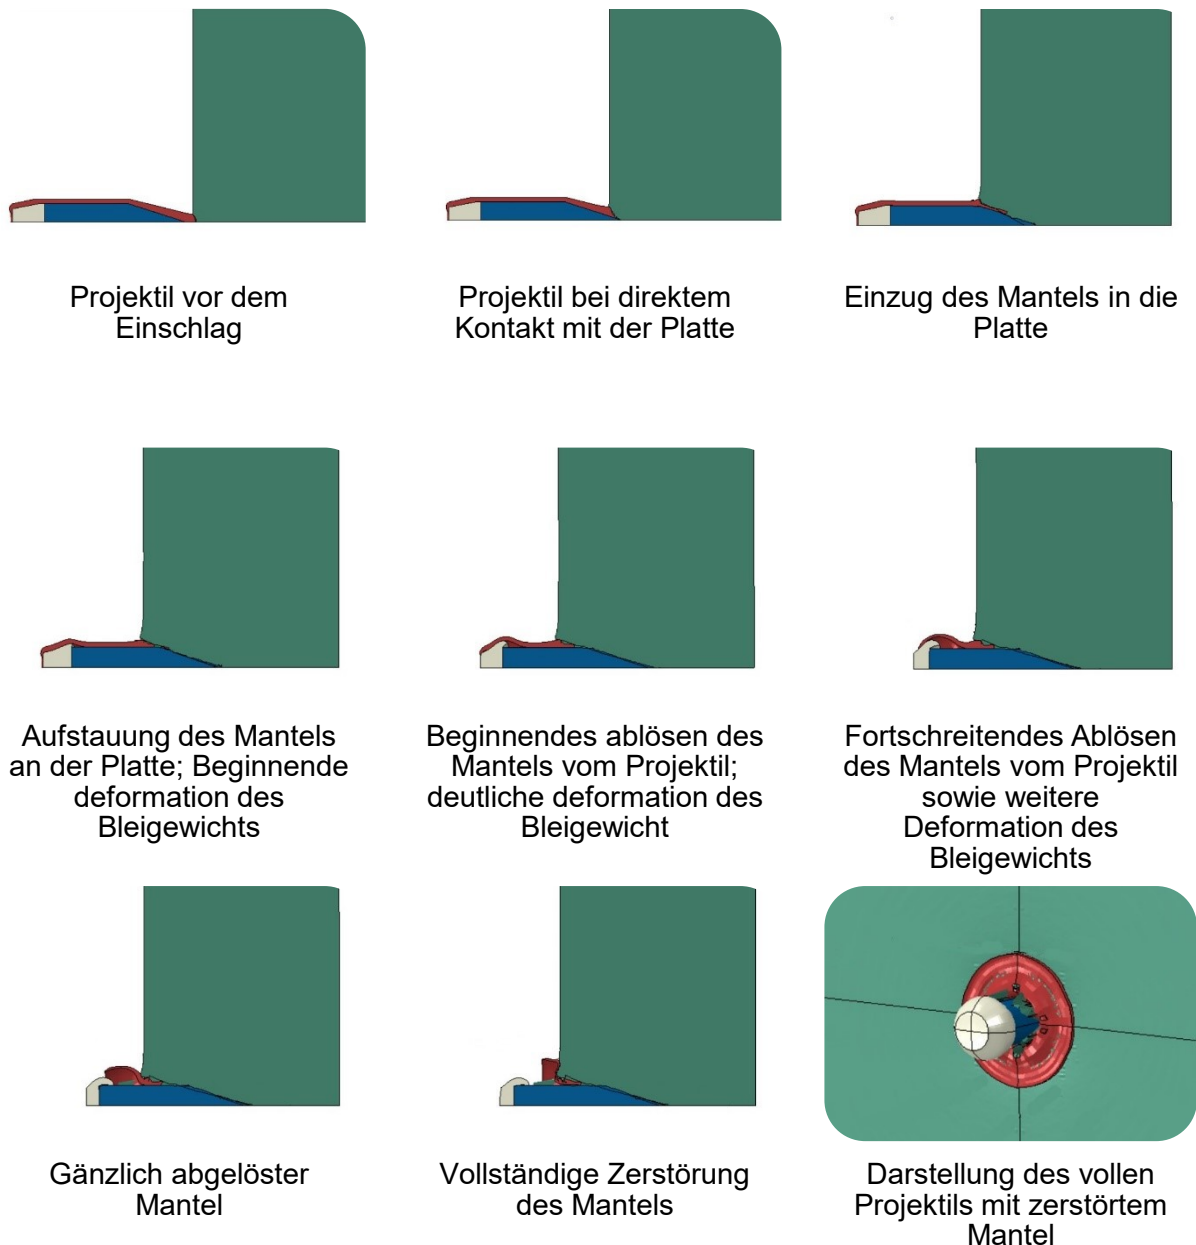 Projektil vor dem
Einschlag
Projektil bei direktem
Kontakt mit der Platte
Einzug des Mantels in die
Platte
Aufstauung des Mantels
an der Platte; Beginnende
deformation des
Bleigewichts
Beginnendes ablösen des
Mantels vom Projektil;
deutliche deformation des
Bleigewicht
Fortschreitendes Ablösen
des Mantels vom Projektil
sowie weitere
Deformation des
Bleigewichts
Gänzlich abgelöster
Mantel
Vollständige Zerstörung
des Mantels
Darstellung des vollen
Projektils mit zerstörtem
Mantel